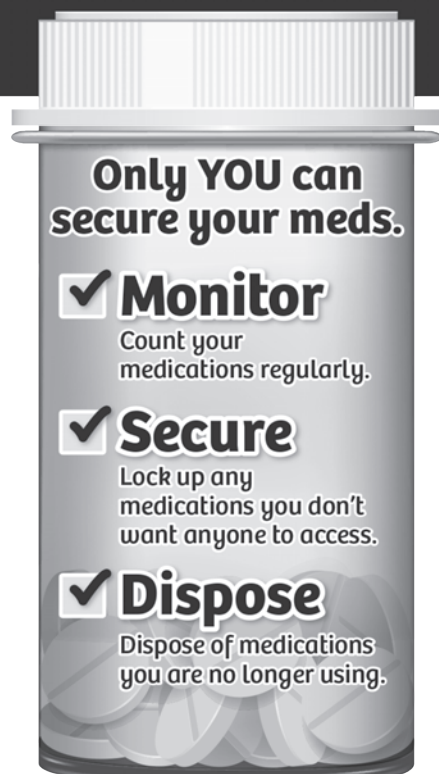 Only YOU can
secure your meds.
Monitor
Count your
medications regularly.
Secure
Lock up any
medications you don't
want anyone to access.
Dispose
Dispose of medications
you are no longer using.